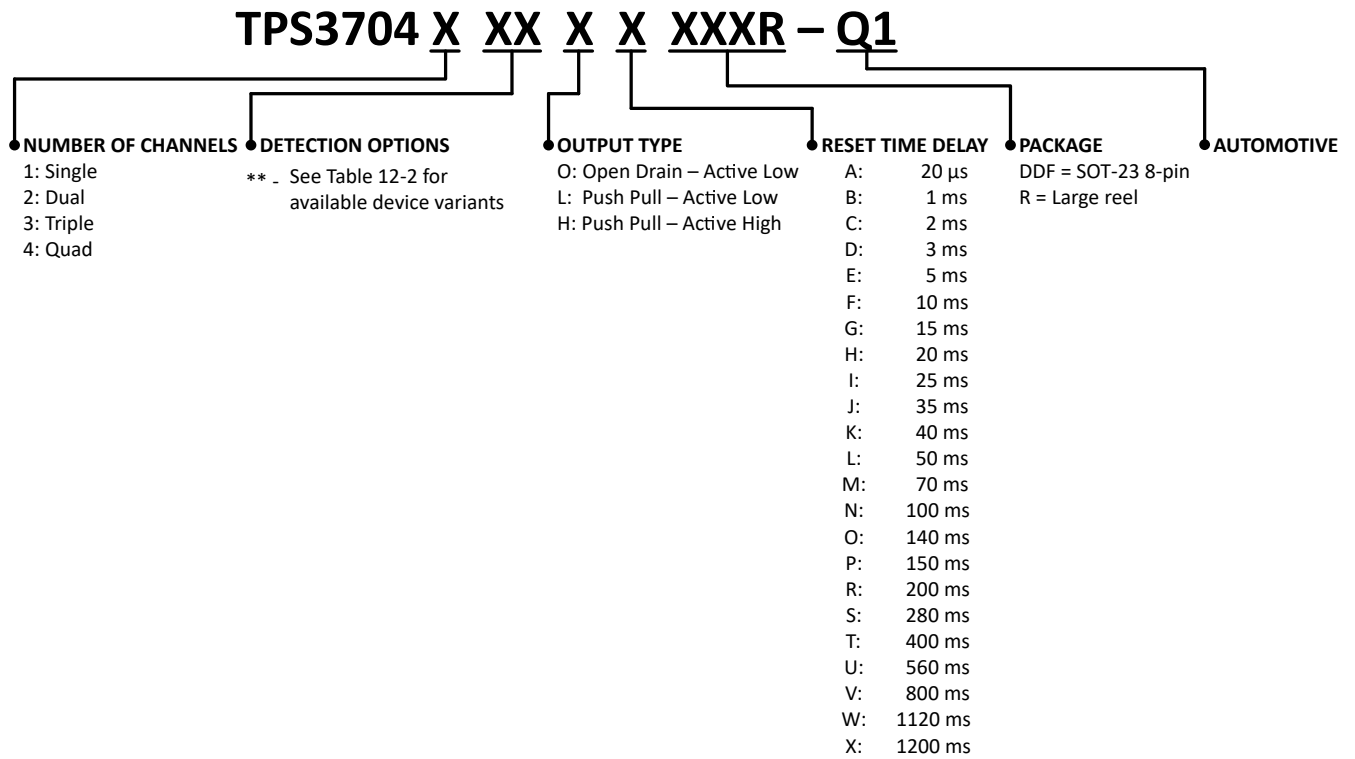 TPS3704 X XX X X XXXR – Q1
NUMBER OF CHANNELS
1: Single
2: Dual
3: Triple
4: Quad
DETECTION OPTIONS
** - See Table 12-2 for
available device variants
OUTPUT TYPE
O: Open Drain – Active Low
L: Push Pull – Active Low
H: Push Pull – Active High
RESET TIME DELAY
A: 20 µs
B: 1 ms
C: 2 ms
D: 3 ms
E: 5 ms
F: 10 ms
G: 15 ms
H: 20 ms
I: 25 ms
J: 35 ms
K: 40 ms
L: 50 ms
M: 70 ms
N: 100 ms
O: 140 ms
P: 150 ms
R: 200 ms
S: 280 ms
T: 400 ms
U: 560 ms
V: 800 ms
W: 1120 ms
X: 1200 ms
PACKAGE
DDF = SOT-23 8-pin
R = Large reel
AUTOMOTIVE